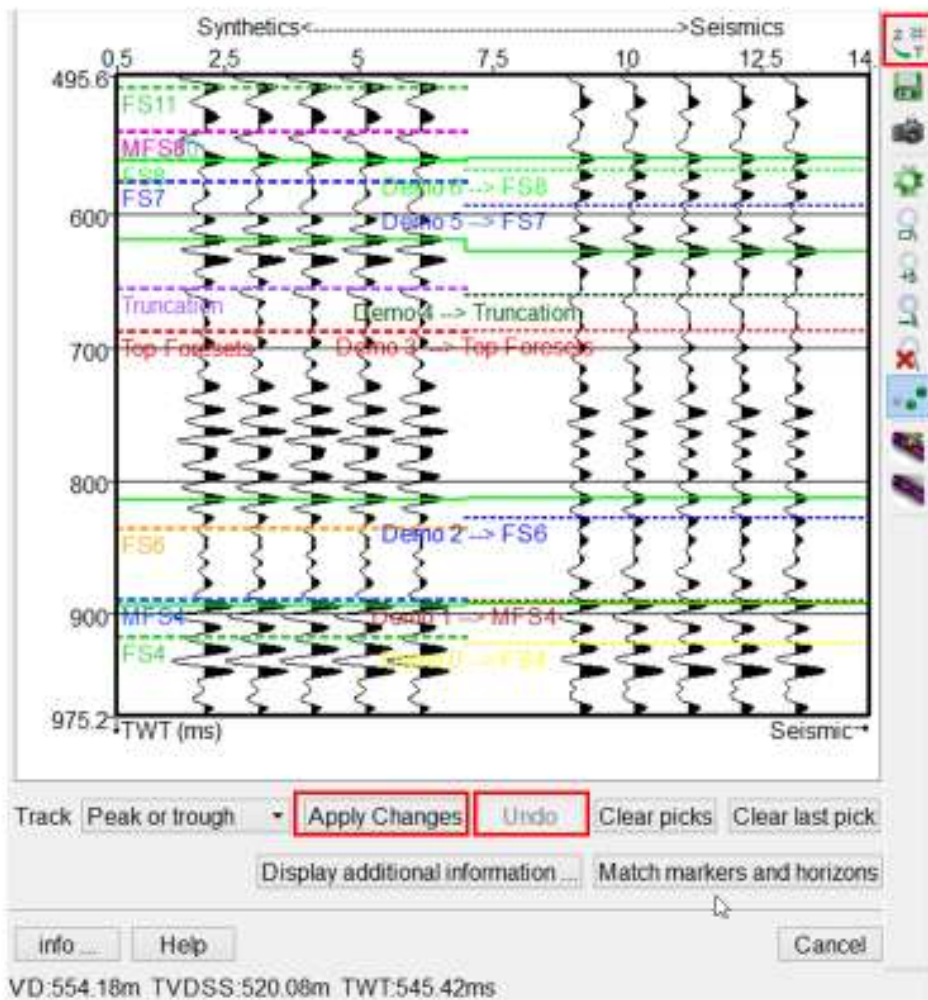 Synthetics<------------------------------>Seismics
0.5 2.5 5 7.5 10 12.5 14.
495.6
FS11
MFS8
FS8
Demo 6 --> FS8
FS7
600
Demo 5 --> FS7
Truncation
Demo 4 --> Truncation
700
Top Foresets
Demo 3 --> Top Foresets
800
FS6
Demo 2 --> FS6
900
MFS4
Demo 1 --> MFS4
FS4
975.2
TWT (ms)
Seismic
Track Peak or trough Apply Changes Undo Clear picks Clear last pick
Display additional information ... Match markers and horizons
info ... Help Cancel
VD:554.18m TVDSS:520.08m TWT:545.42ms